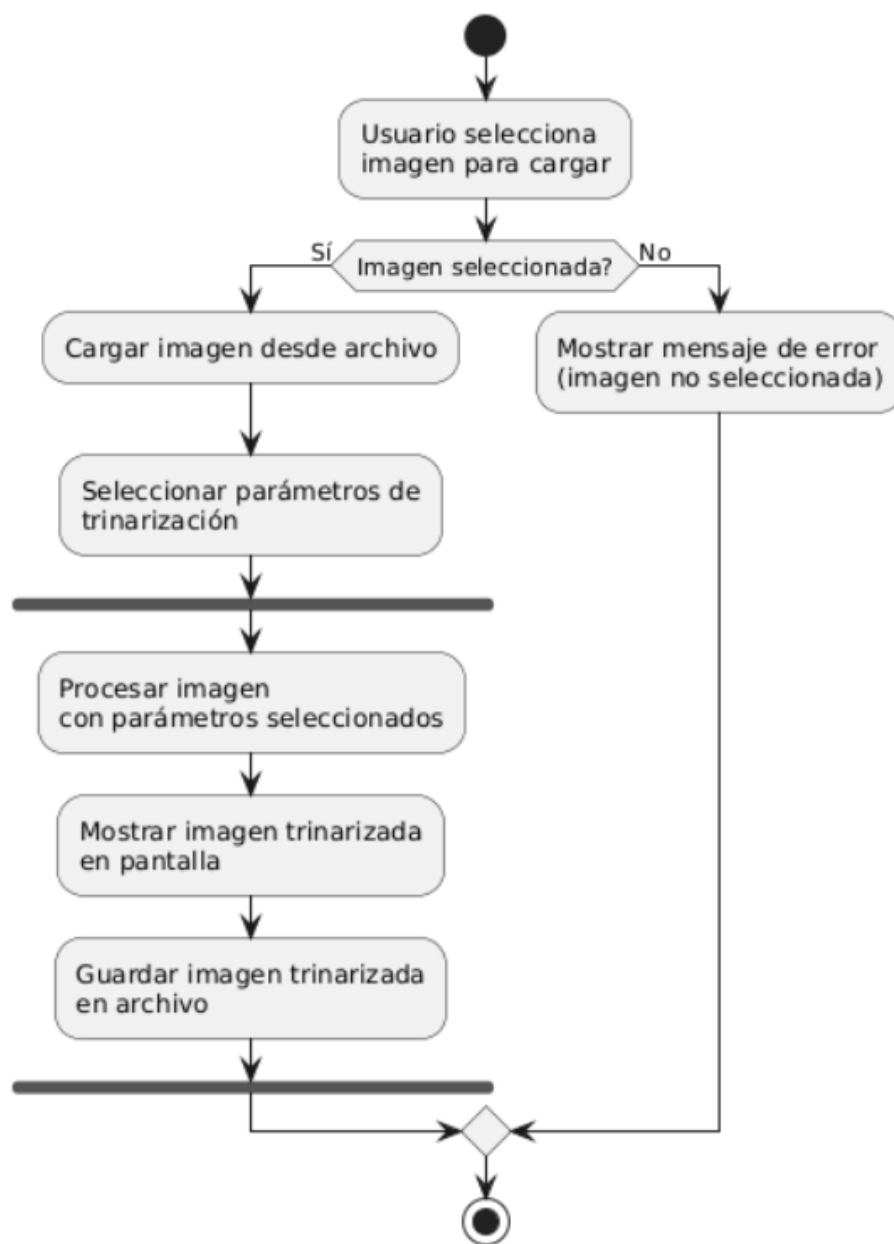 Usuario selecciona
imagen para cargar
Sí
Imagen seleccionada?
No
Cargar imagen desde archivo
Mostrar mensaje de error
(imagen no seleccionada)
Seleccionar parámetros de
trinarización
Procesar imagen
con parámetros seleccionados
Mostrar imagen trinarizada
en pantalla
Guardar imagen trinarizada
en archivo